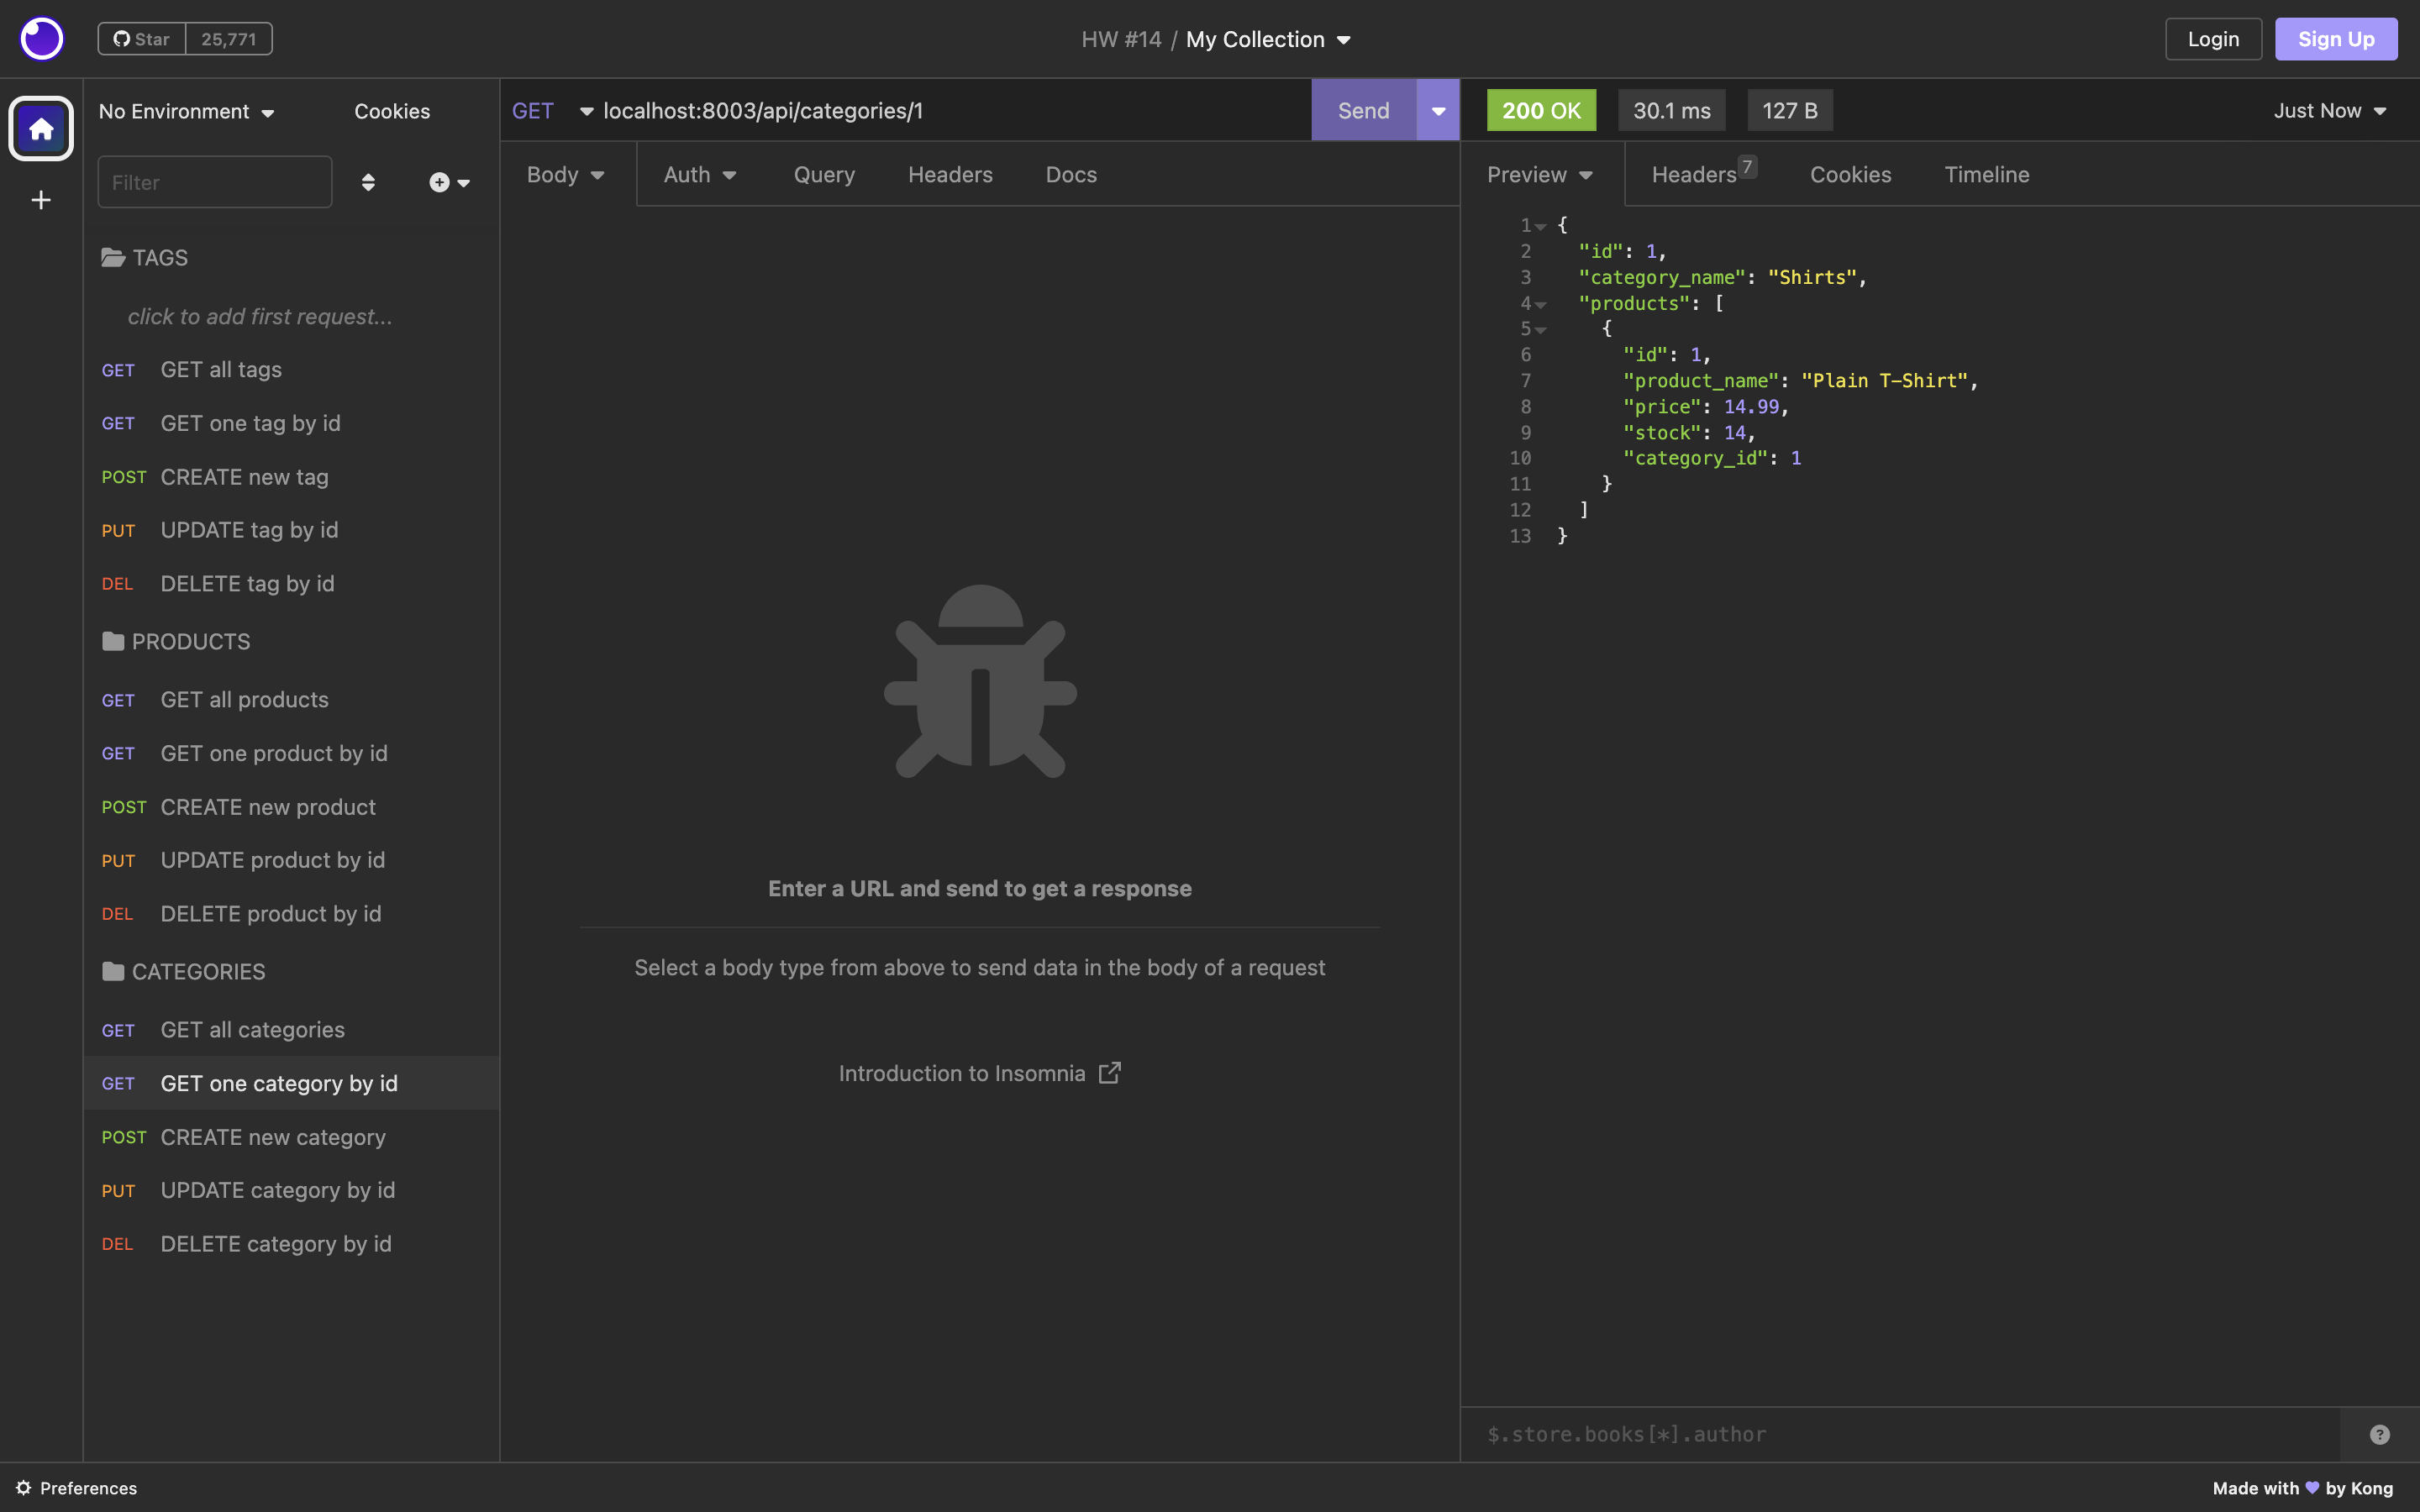 Star 25,771
HW #14 / My Collection
Login
Sign Up
No Environment
Cookies
Filter
TAGS
click to add first request...
GET GET all tags
GET GET one tag by id
POST CREATE new tag
PUT UPDATE tag by id
DEL DELETE tag by id
PRODUCTS
GET GET all products
GET GET one product by id
POST CREATE new product
PUT UPDATE product by id
DEL DELETE product by id
CATEGORIES
GET GET all categories
GET GET one category by id
POST CREATE new category
PUT UPDATE category by id
DEL DELETE category by id
GET localhost:8003/api/categories/1
Send
Body Auth Query Headers Docs
Enter a URL and send to get a response
Select a body type from above to send data in the body of a request
Introduction to Insomnia
200 OK 30.1 ms 127 B Just Now
Preview Headers 7 Cookies Timeline
1 {
2 "id": 1,
3 "category_name": "Shirts",
4 "products": [
5 {
6 "id": 1,
7 "product_name": "Plain T-Shirt",
8 "price": 14.99,
9 "stock": 14,
10 "category_id": 1
11 }
12 ]
13 }
$.store.books[*].author
?
Preferences
Made with 💜 by Kong